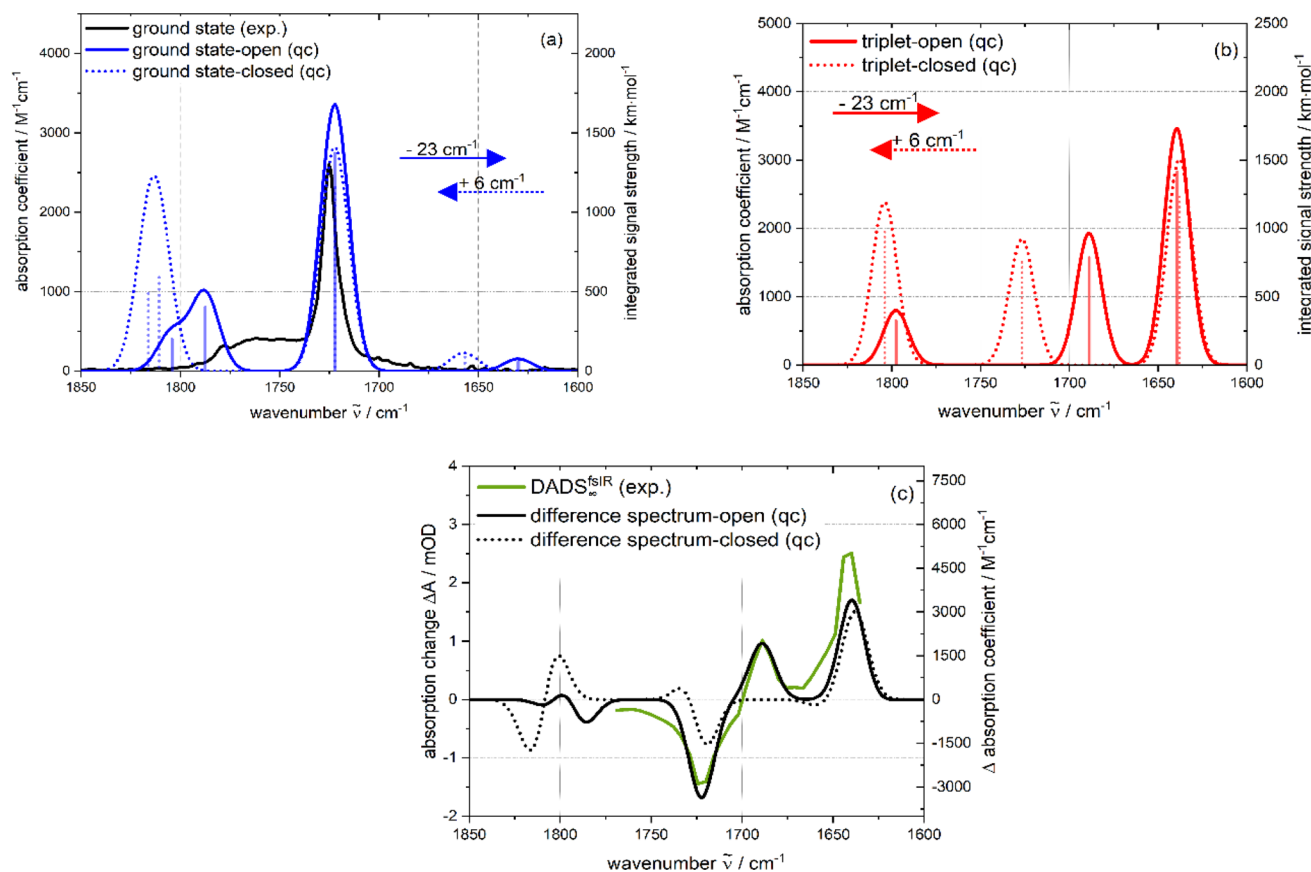 ground state (exp.)
ground state-open (qc)
ground state-closed (qc)
(a)
- 23 cm⁻¹
+ 6 cm⁻¹
absorption coefficient / M⁻¹cm⁻¹
4000
3000
2000
1000
0
integrated signal strength / km·mol⁻¹
2000
1500
1000
500
0
1850 1800 1750 1700 1650 1600
wavenumber ν̃ / cm⁻¹
triplet-open (qc)
triplet-closed (qc)
(b)
- 23 cm⁻¹
+ 6 cm⁻¹
absorption coefficient / M⁻¹cm⁻¹
5000
4000
3000
2000
1000
0
integrated signal strength / km·mol⁻¹
2500
2000
1500
1000
500
0
1850 1800 1750 1700 1650 1600
wavenumber ν̃ / cm⁻¹
DADS∞fsIR (exp.)
difference spectrum-open (qc)
difference spectrum-closed (qc)
(c)
absorption change ΔA / mOD
4
3
2
1
0
-1
-2
Δ absorption coefficient / M⁻¹cm⁻¹
7500
6000
4500
3000
1500
0
-1500
-3000
1850 1800 1750 1700 1650 1600
wavenumber ν̃ / cm⁻¹